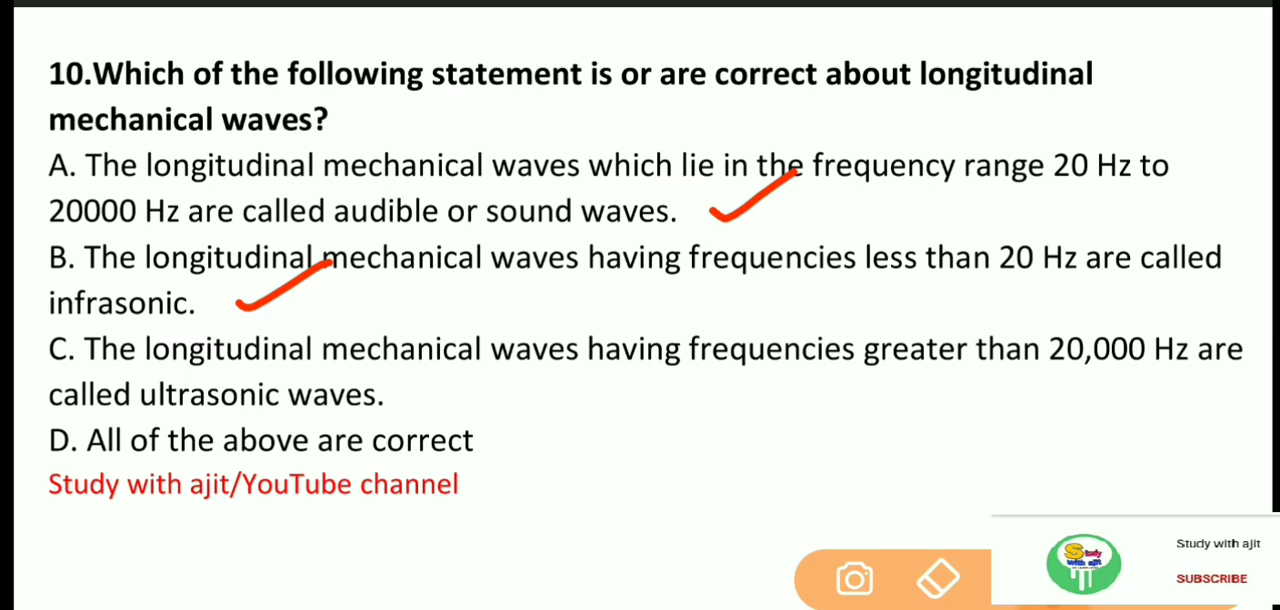 10.Which of the following statement is or are correct about longitudinal
mechanical waves?
A. The longitudinal mechanical waves which lie in the frequency range 20 Hz to
20000 Hz are called audible or sound waves.
B. The longitudinal mechanical waves having frequencies less than 20 Hz are called
infrasonic.
C. The longitudinal mechanical waves having frequencies greater than 20,000 Hz are
called ultrasonic waves.
D. All of the above are correct
Study with ajit/YouTube channel
Study with ajit
Study
with ajit
SUBSCRIBE